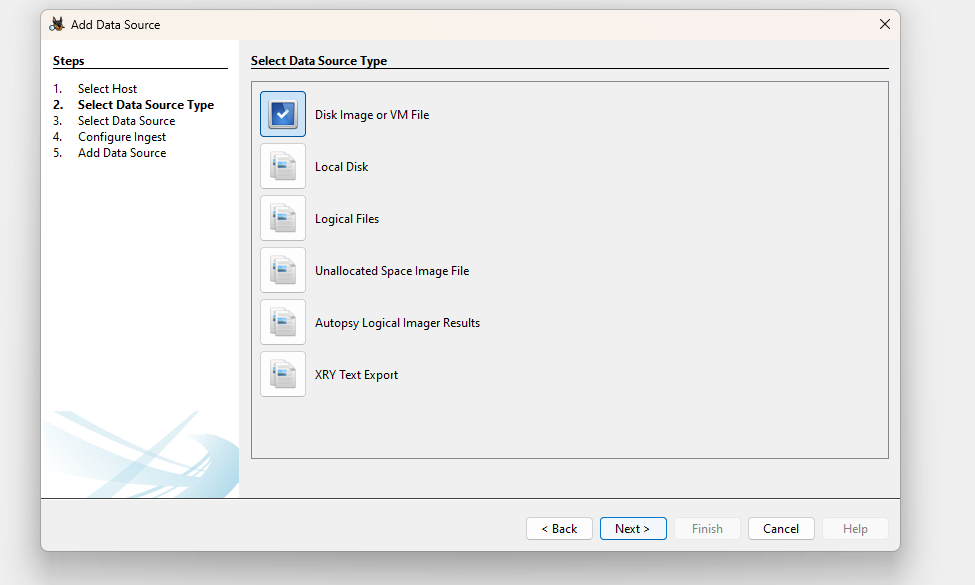 Add Data Source
Steps
1. Select Host
2. Select Data Source Type
3. Select Data Source
4. Configure Ingest
5. Add Data Source
Select Data Source Type
Disk Image or VM File
Local Disk
Logical Files
Unallocated Space Image File
Autopsy Logical Imager Results
XRY Text Export
< Back
Next >
Finish
Cancel
Help